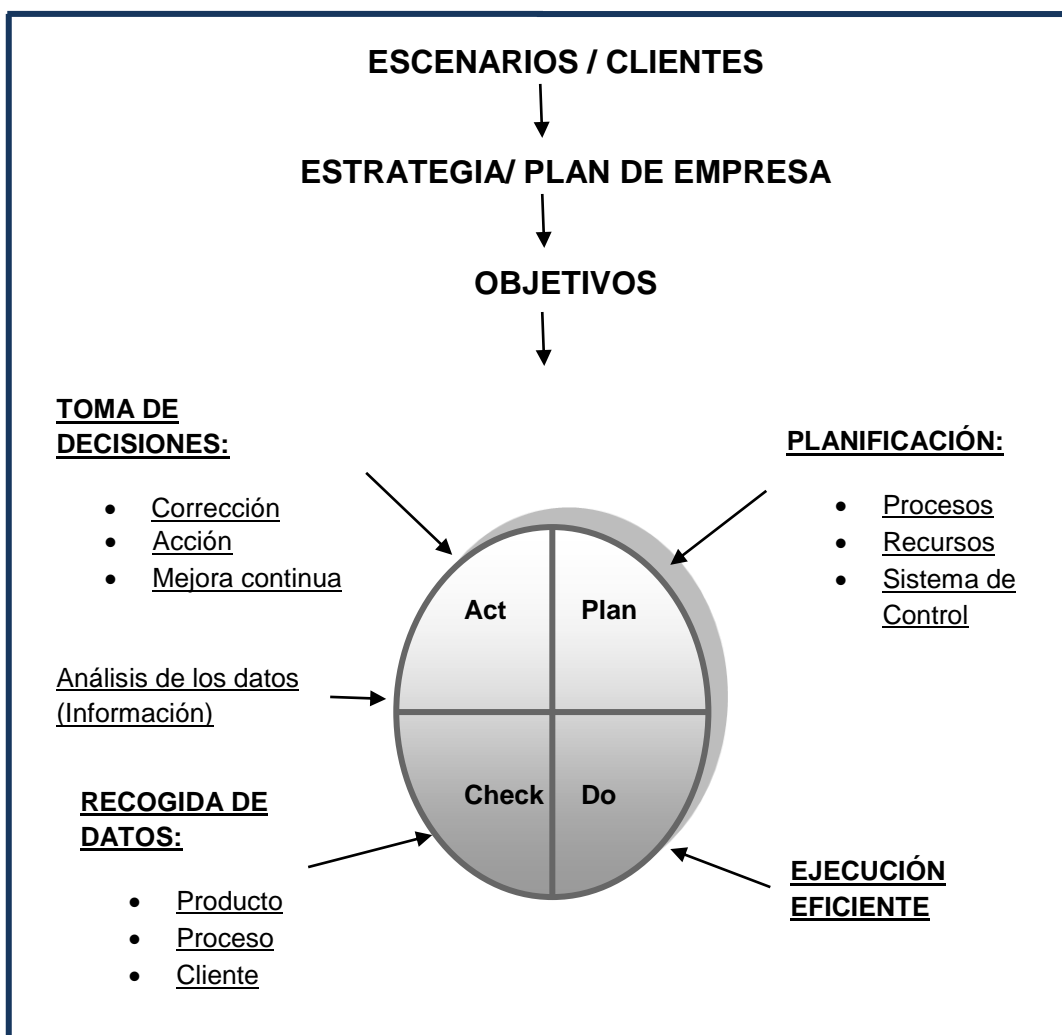 ESCENARIOS / CLIENTES
ESTRATEGIA/ PLAN DE EMPRESA
OBJETIVOS
TOMA DE
DECISIONES:
• Corrección
• Acción
• Mejora continua
PLANIFICACIÓN:
• Procesos
• Recursos
• Sistema de
Control
Act
Plan
Análisis de los datos
(Información)
Check
Do
RECOGIDA DE
DATOS:
• Producto
• Proceso
• Cliente
EJECUCIÓN
EFICIENTE